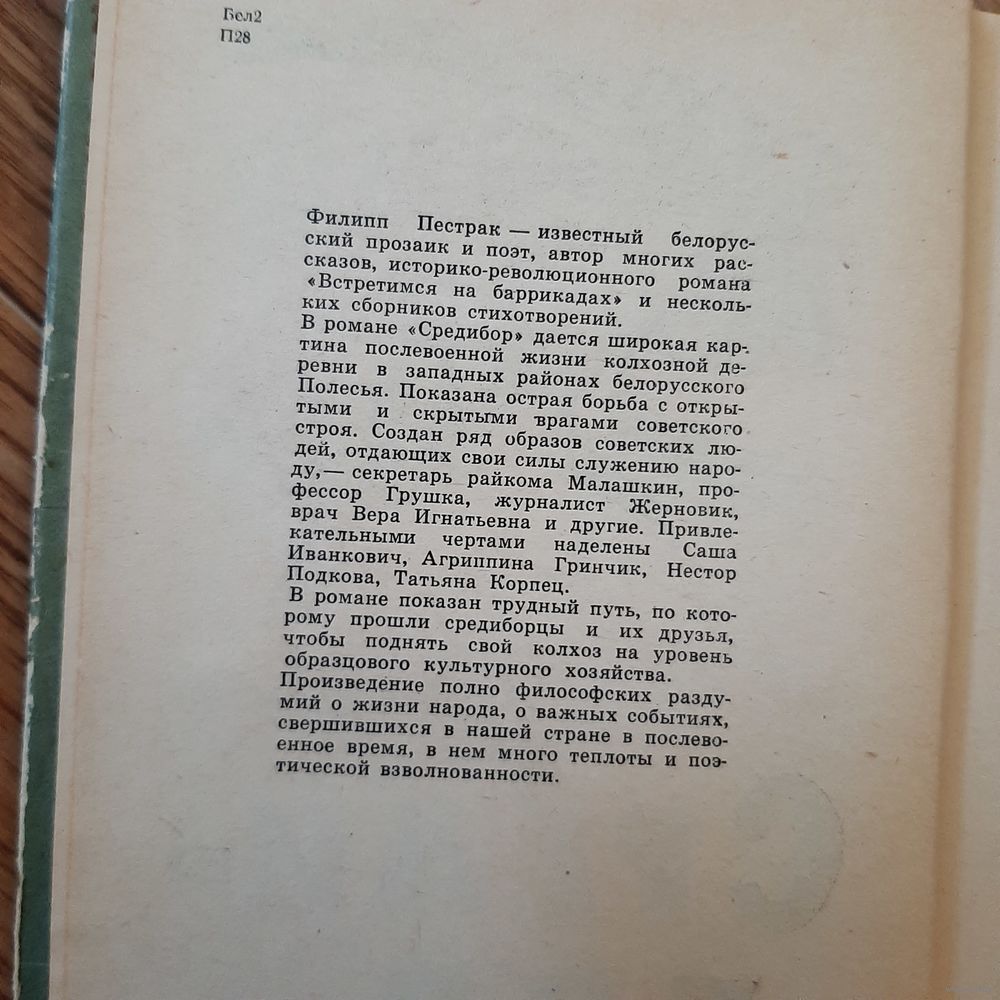 Бел2
П28
Филипп Пестрак — известный белорус-
ский прозаик и поэт, автор многих рас-
сказов, историко-революционного романа
«Встретимся на баррикадах» и несколь-
ких сборников стихотворений.
В романе «Средибор» дается широкая кар-
тина послевоенной жизни колхозной де-
ревни в западных районах белорусского
Полесья. Показана острая борьба с откры-
тыми и скрытыми врагами советского
строя. Создан ряд образов советских лю-
дей, отдающих свои силы служению наро-
ду, — секретарь райкома Малашкин, про-
фессор Грушка, журналист Жерновик,
врач Вера Игнатьевна и другие. Привле-
кательными чертами наделены Саша
Иванкович, Агриппина Гринчик, Нестор
Подкова, Татьяна Корпец.
В романе показан трудный путь, по кото-
рому прошли средиборцы и их друзья,
чтобы поднять свой колхоз на уровень
образцового культурного хозяйства.
Произведение полно философских разду-
мий о жизни народа, о важных событиях,
свершившихся в нашей стране в послево-
енное время, в нем много теплоты и поэ-
тической взволнованности.